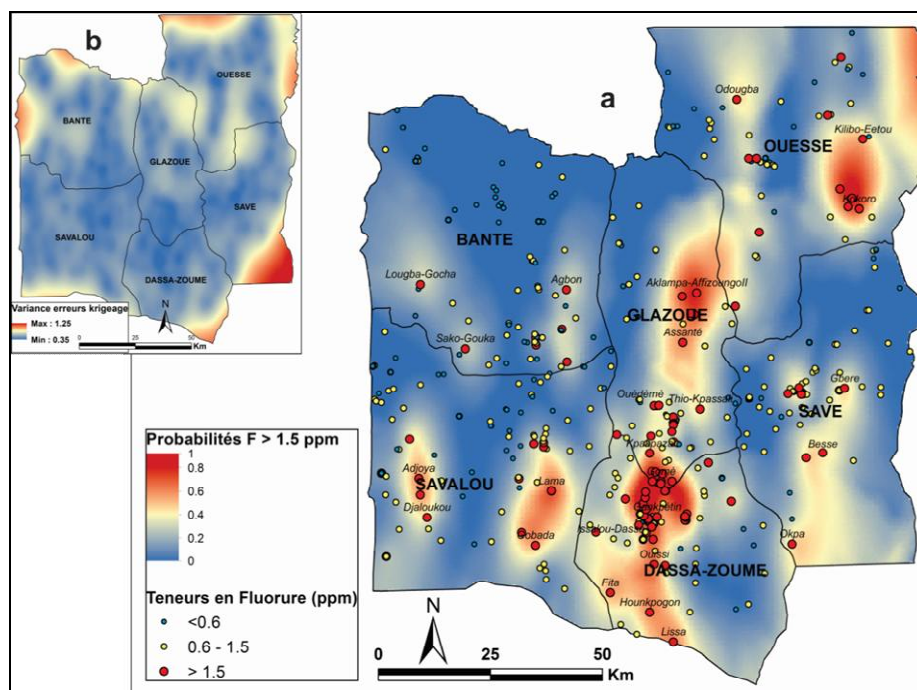 b
OUESSE
BANTE
GLAZOUE
SAVE
SAVALOU
DASSA-ZOUME
N
Variance erreurs krigeage
Max : 1.25
Min : 0.35
0 25 50
Km
a
Odougba
Kilibo-Eetou
OUESSE
Kokoro
BANTE
Lougba-Gocha
Agbon
Aklampa-AffizoungoII
GLAZOUE
Assanté
Sako-Gouka
Ouèdèmè
Thio-Kpassali
Gbere
SAVE
Besse
Adjoya
SAVALOU
Lama
Djaloukou
Gobada
Okpa
Ouissi
DASSA-ZOUME
Fita
Hounkpogon
Lissa
Probabilités F > 1.5 ppm
1
0.8
0.6
0.4
0.2
0
Teneurs en Fluorure (ppm)
<0.6
0.6 - 1.5
> 1.5
N
0 25 50
Km